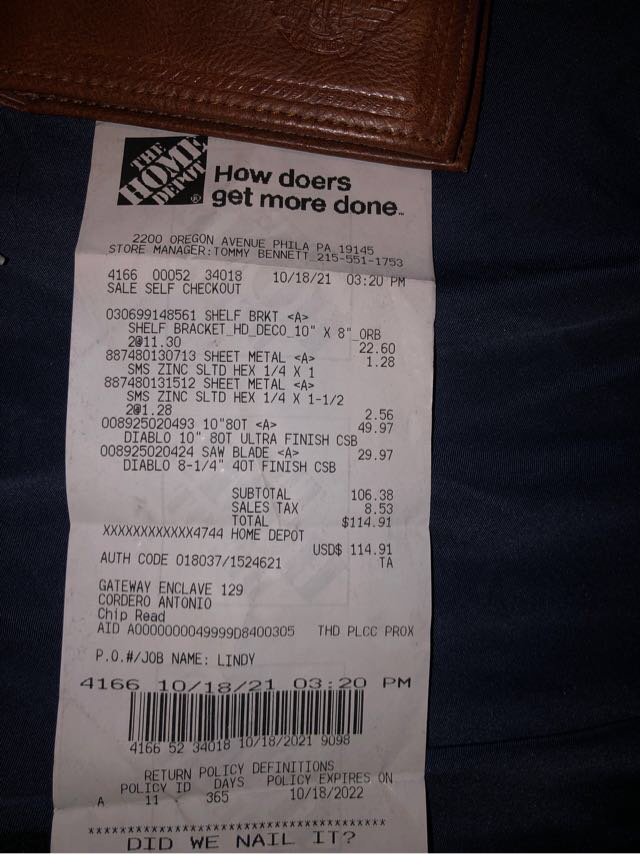 THE
HOME
DEPOT
®
How doers
get more done™
2200 OREGON AVENUE PHILA PA 19145
STORE MANAGER:TOMMY BENNETT 215-551-1753
4166 00052 34018 10/18/21 03:20 PM
SALE SELF CHECKOUT
030699148561 SHELF BRKT <A>
SHELF BRACKET_HD_DECO_10" X 8"_ORB
2@11.30 22.60
887480130713 SHEET METAL <A> 1.28
SMS ZINC SLTD HEX 1/4 X 1
887480131512 SHEET METAL <A>
SMS ZINC SLTD HEX 1/4 X 1-1/2
2@1.28 2.56
008925020493 10"80T <A> 49.97
DIABLO 10" 80T ULTRA FINISH CSB
008925020424 SAW BLADE <A> 29.97
DIABLO 8-1/4" 40T FINISH CSB
SUBTOTAL 106.38
SALES TAX 8.53
TOTAL $114.91
XXXXXXXXXXXX4744 HOME DEPOT
USD$ 114.91
AUTH CODE 018037/1524621 TA
GATEWAY ENCLAVE 129
CORDERO ANTONIO
Chip Read
AID A0000000049999D8400305 THD PLCC PROX
P.O.#/JOB NAME: LINDY
4166 10/18/21 03:20 PM
4166 52 34018 10/18/2021 9098
RETURN POLICY DEFINITIONS
POLICY ID DAYS POLICY EXPIRES ON
A 11 365 10/18/2022
****************************************
DID WE NAIL IT?